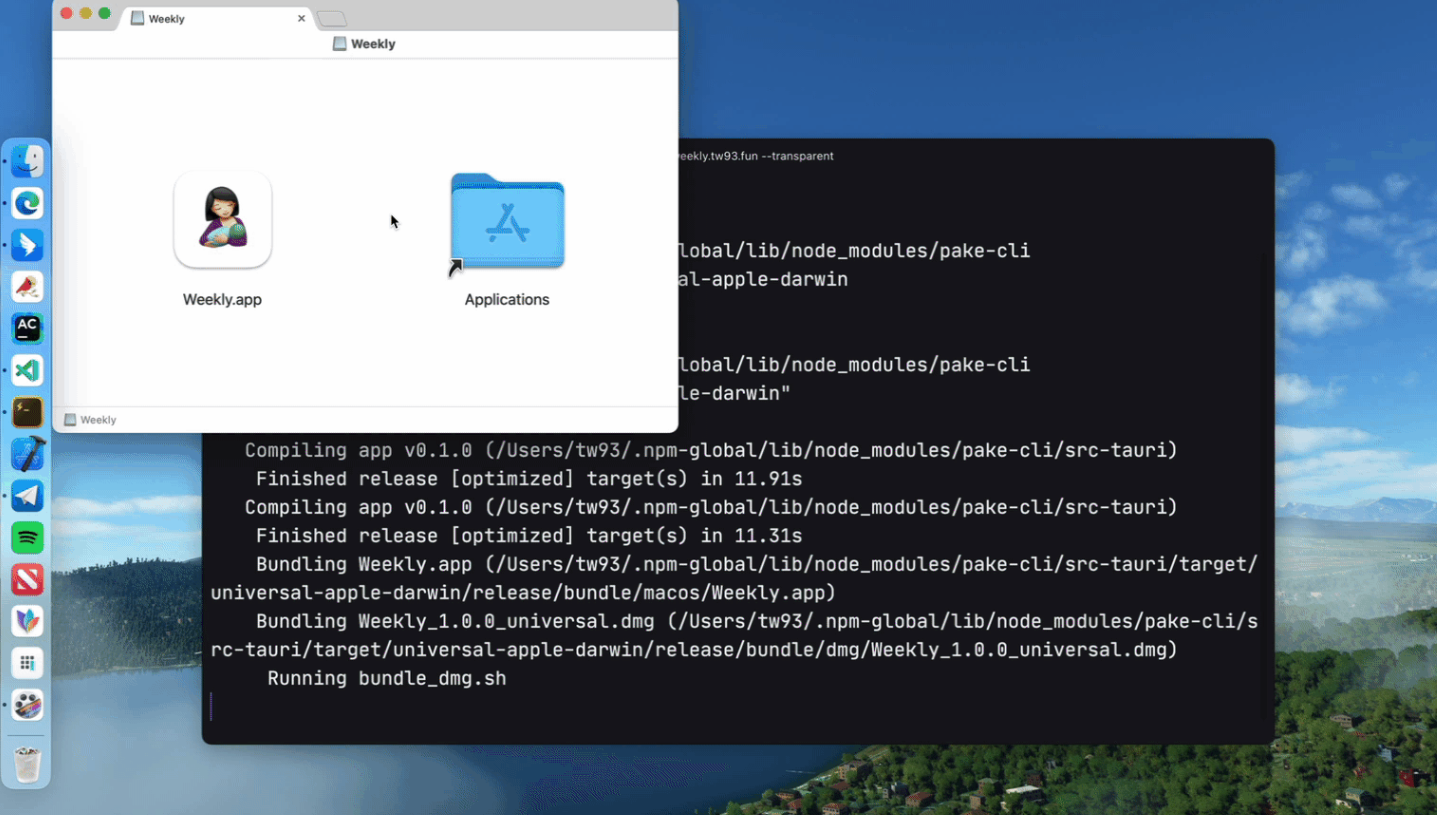 Weekly
Weekly
Weekly.app
Applications
Weekly
eekly.tw93.fun --transparent
lobal/lib/node_modules/pake-cli
al-apple-darwin
lobal/lib/node_modules/pake-cli
le-darwin"
Compiling app v0.1.0 (/Users/tw93/.npm-global/lib/node_modules/pake-cli/src-tauri)
Finished release [optimized] target(s) in 11.91s
Compiling app v0.1.0 (/Users/tw93/.npm-global/lib/node_modules/pake-cli/src-tauri)
Finished release [optimized] target(s) in 11.31s
Bundling Weekly.app (/Users/tw93/.npm-global/lib/node_modules/pake-cli/src-tauri/target/
universal-apple-darwin/release/bundle/macos/Weekly.app)
Bundling Weekly_1.0.0_universal.dmg (/Users/tw93/.npm-global/lib/node_modules/pake-cli/s
rc-tauri/target/universal-apple-darwin/release/bundle/dmg/Weekly_1.0.0_universal.dmg)
Running bundle_dmg.sh
AC